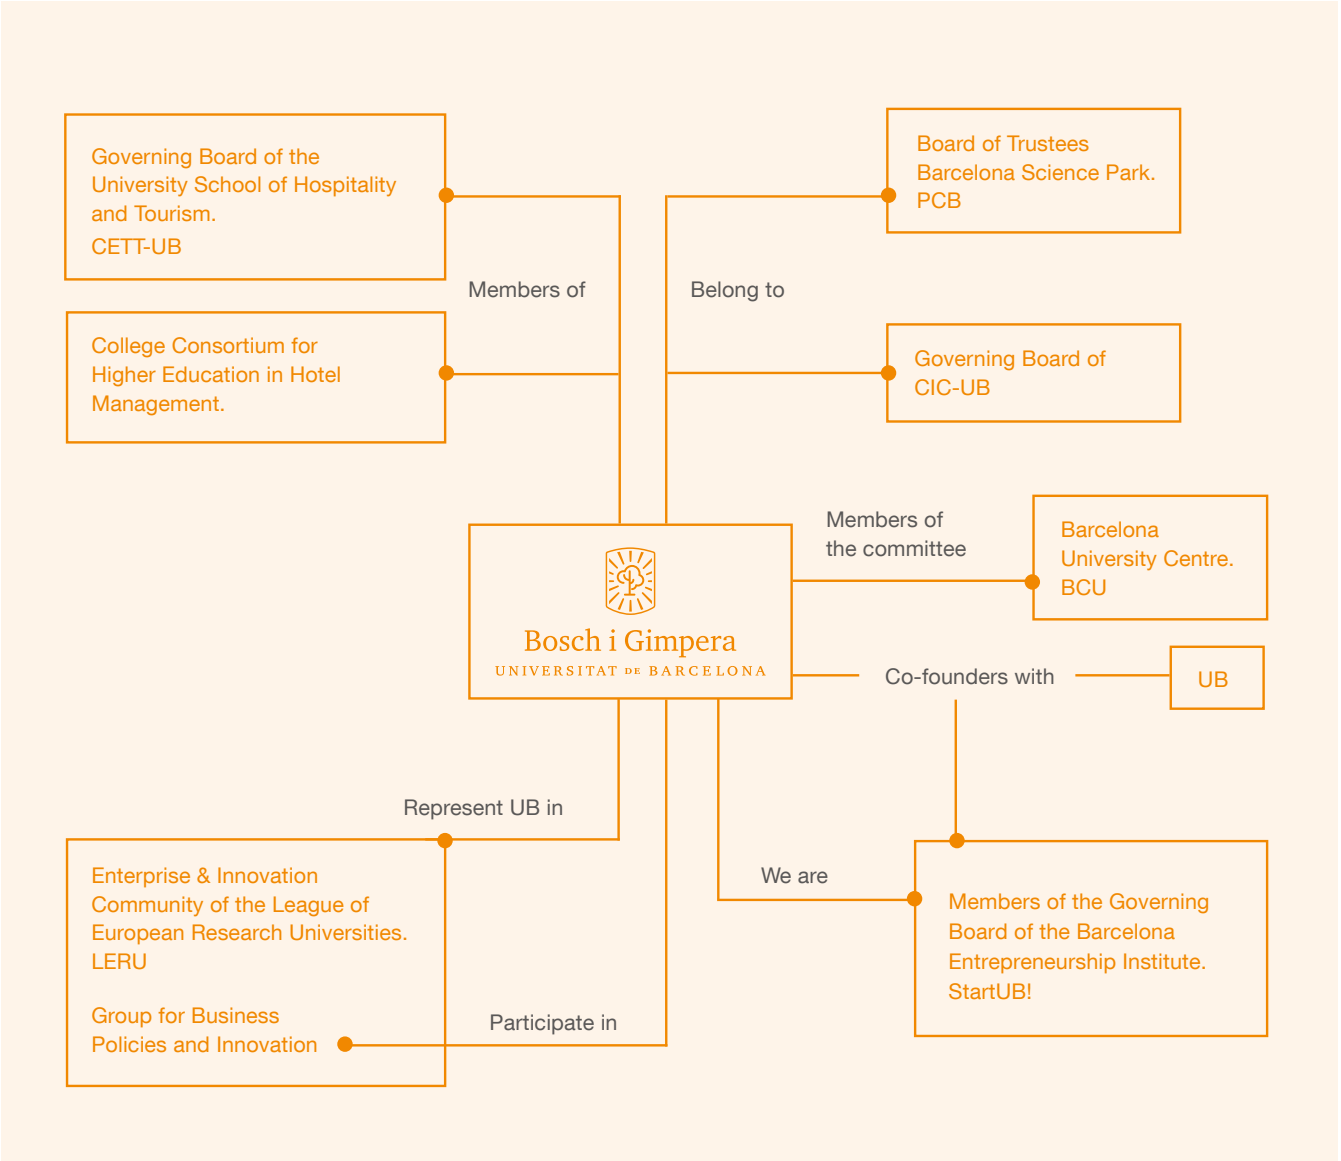 Governing Board of the
University School of Hospitality
and Tourism.
CETT-UB
Board of Trustees
Barcelona Science Park.
PCB
Members of
Belong to
College Consortium for
Higher Education in Hotel
Management.
Governing Board of
CIC-UB
Members of
the committee
Barcelona
University Centre.
BCU
Bosch i Gimpera
UNIVERSITAT DE BARCELONA
Co-founders with
UB
Represent UB in
Enterprise & Innovation
Community of the League of
European Research Universities.
LERU
Group for Business
Policies and Innovation
Participate in
We are
Members of the Governing
Board of the Barcelona
Entrepreneurship Institute.
StartUB!